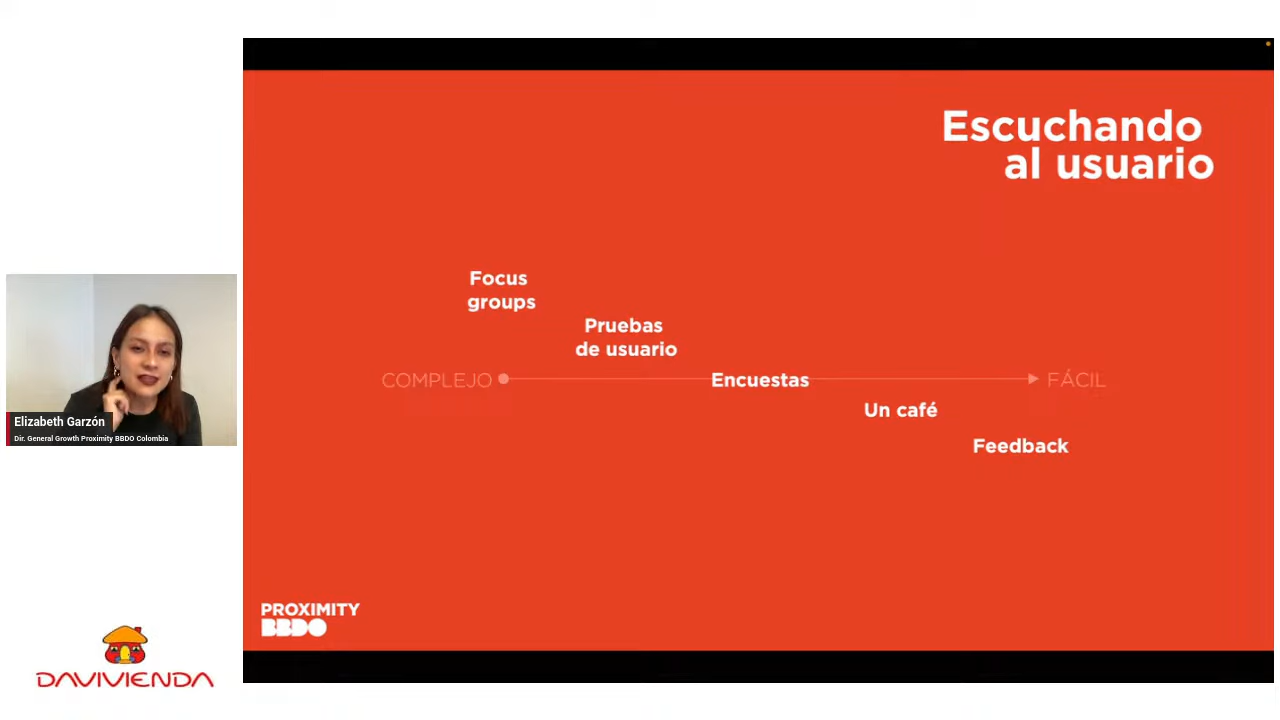 Escuchando
al usuario
Focus
groups
Pruebas
de usuario
COMPLEJO
Encuestas
FÁCIL
Un café
Feedback
Elizabeth Garzón
Dir. General Growth Proximity BBDO Colombia
PROXIMITY
BBDO
DAVIVIENDA